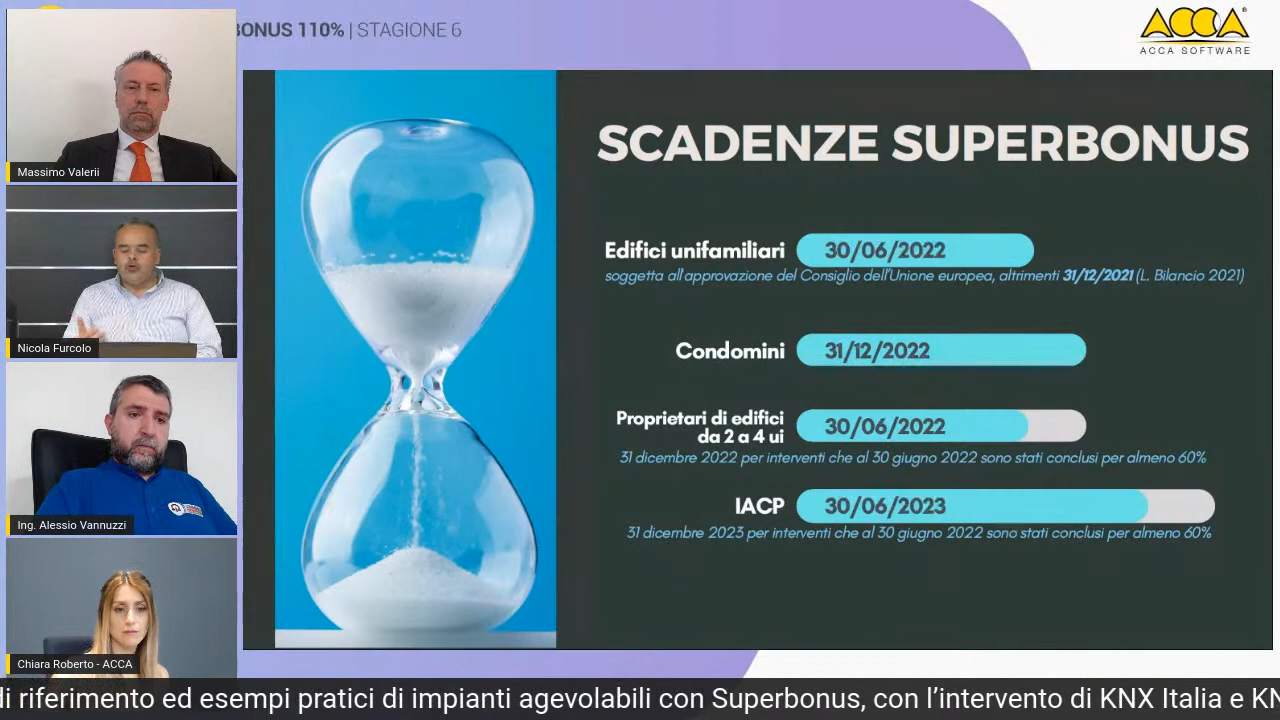 BONUS 110% | STAGIONE 6
ACCA
ACCA SOFTWARE
Massimo Valerii
Nicola Furcolo
Ing. Alessio Vannuzzi
Chiara Roberto - ACCA
SCADENZE SUPERBONUS
Edifici unifamiliari 30/06/2022
soggetta all'approvazione del Consiglio dell'Unione europea, altrimenti 31/12/2021 (L. Bilancio 2021)
Condomini 31/12/2022
Proprietari di edifici
da 2 a 4 ui 30/06/2022
31 dicembre 2022 per interventi che al 30 giugno 2022 sono stati conclusi per almeno 60%
IACP 30/06/2023
31 dicembre 2023 per interventi che al 30 giugno 2022 sono stati conclusi per almeno 60%
di riferimento ed esempi pratici di impianti agevolabili con Superbonus, con l'intervento di KNX Italia e KN